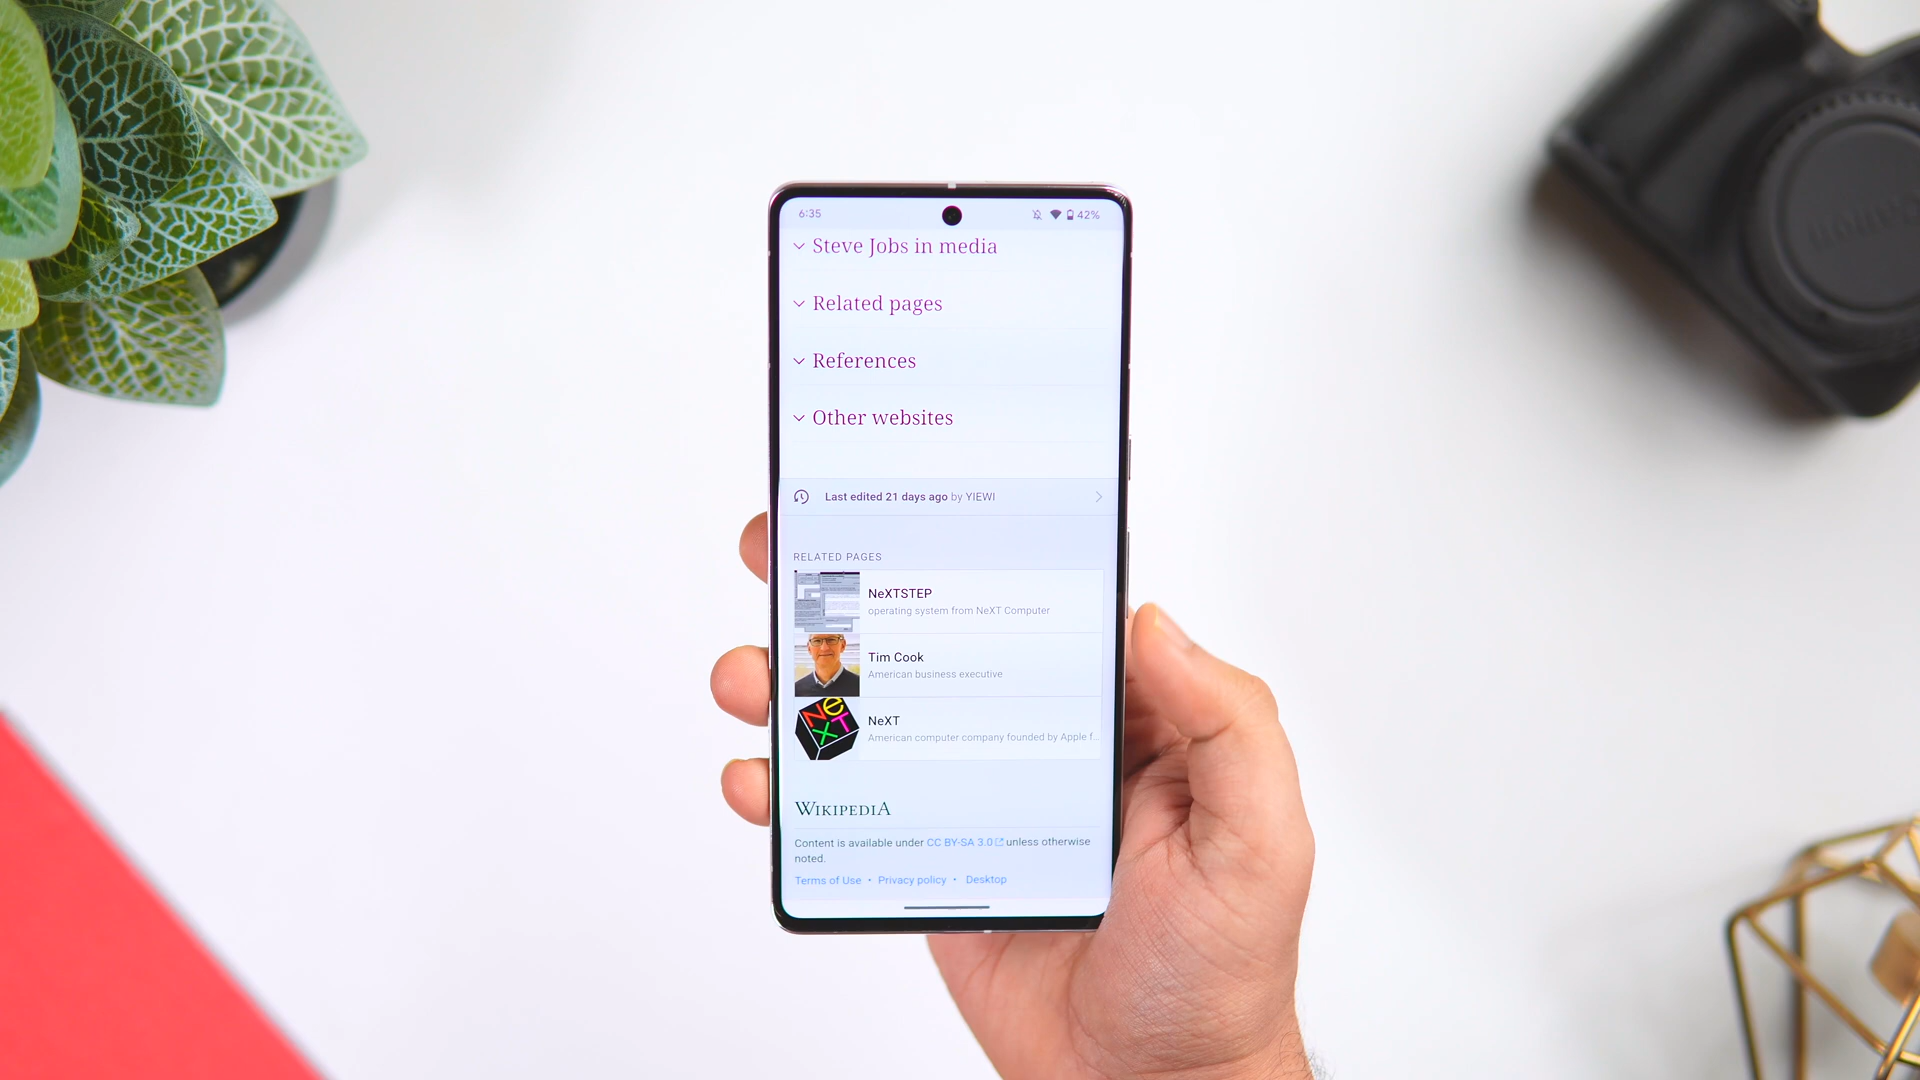 6:35
42%
Steve Jobs in media
Related pages
References
Other websites
Last edited 21 days ago by YIEWI
RELATED PAGES
NeXTSTEP
operating system from NeXT Computer
Tim Cook
American business executive
NeXT
NeXT
American computer company founded by Apple f...
WIKIPEDIA
Content is available under CC BY-SA 3.0 unless otherwise
noted.
Terms of Use • Privacy policy • Desktop